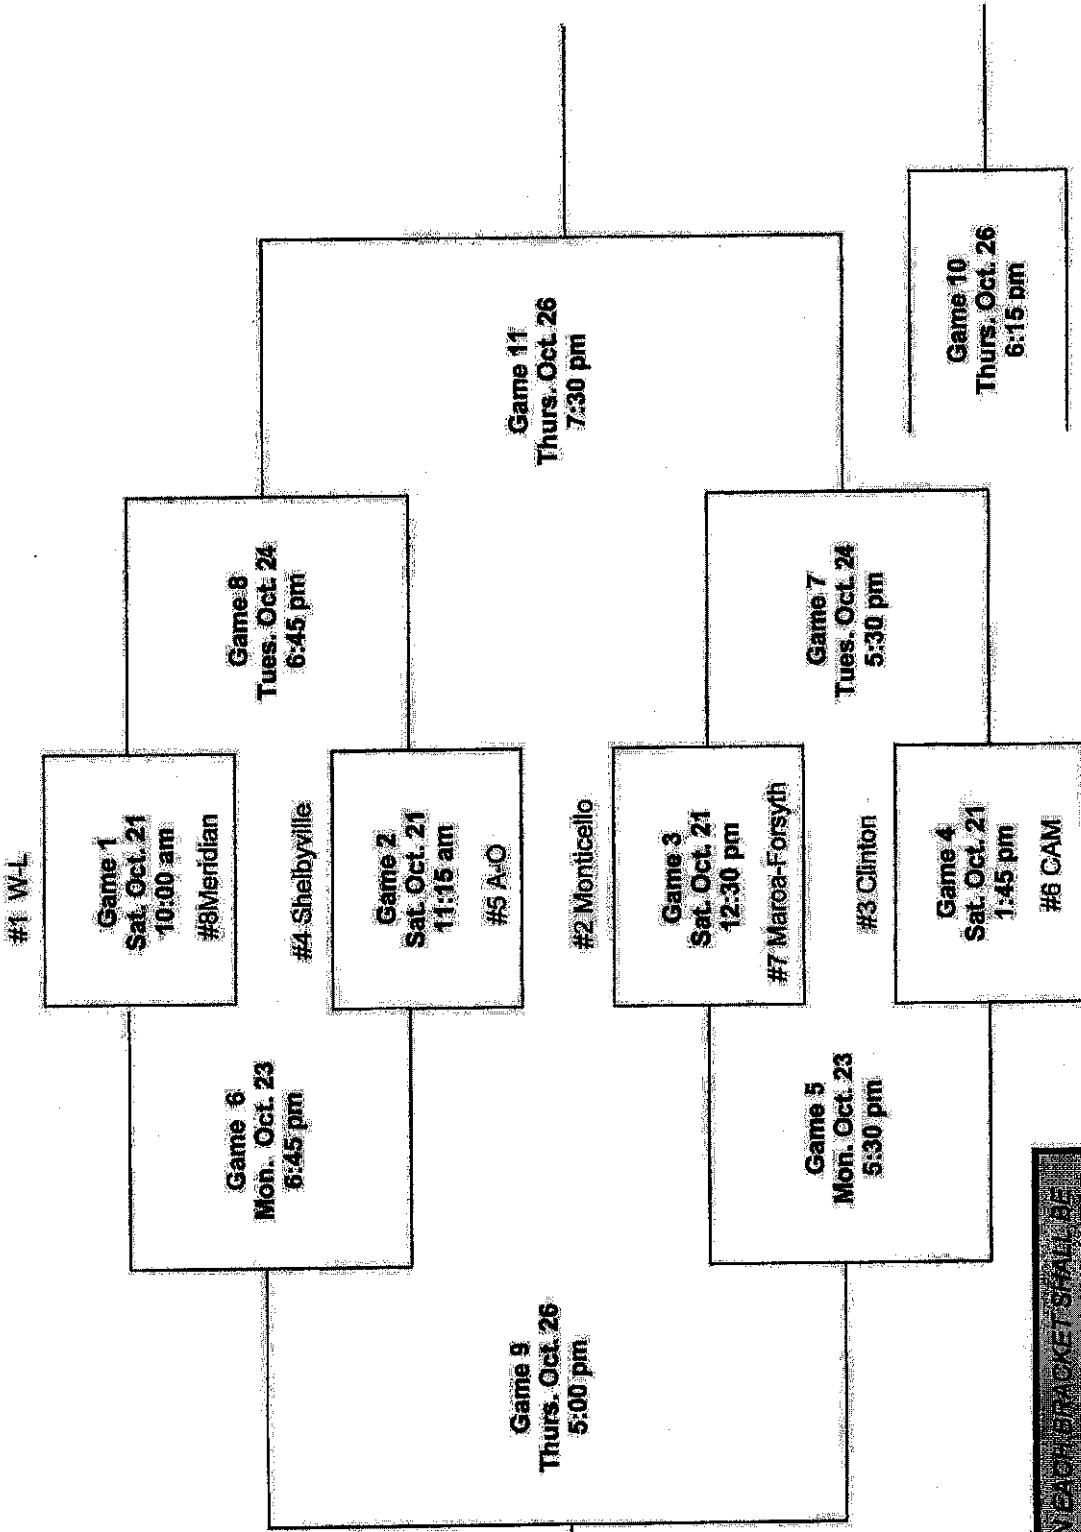 #1 W-L
Game 1
Sat. Oct. 21
10:00 am
#8Meridian
#4 Shelbyville
Game 2
Sat. Oct. 21
11:15 am
#5 A-O
#2 Monticello
Game 3
Sat. Oct. 21
12:30 pm
#7 Maroa-Forsyth
#3 Clinton
Game 4
Sat. Oct. 21
1:45 pm
#6 CAM
Game 6
Mon. Oct. 23
6:45 pm
Game 5
Mon. Oct. 23
5:30 pm
Game 8
Tues. Oct. 24
6:45 pm
Game 7
Tues. Oct. 24
5:30 pm
Game 9
Thurs. Oct. 26
5:00 pm
Game 11
Thurs. Oct. 26
7:30 pm
Game 10
Thurs. Oct. 26
6:15 pm
EACH BRACKET SHALL BE